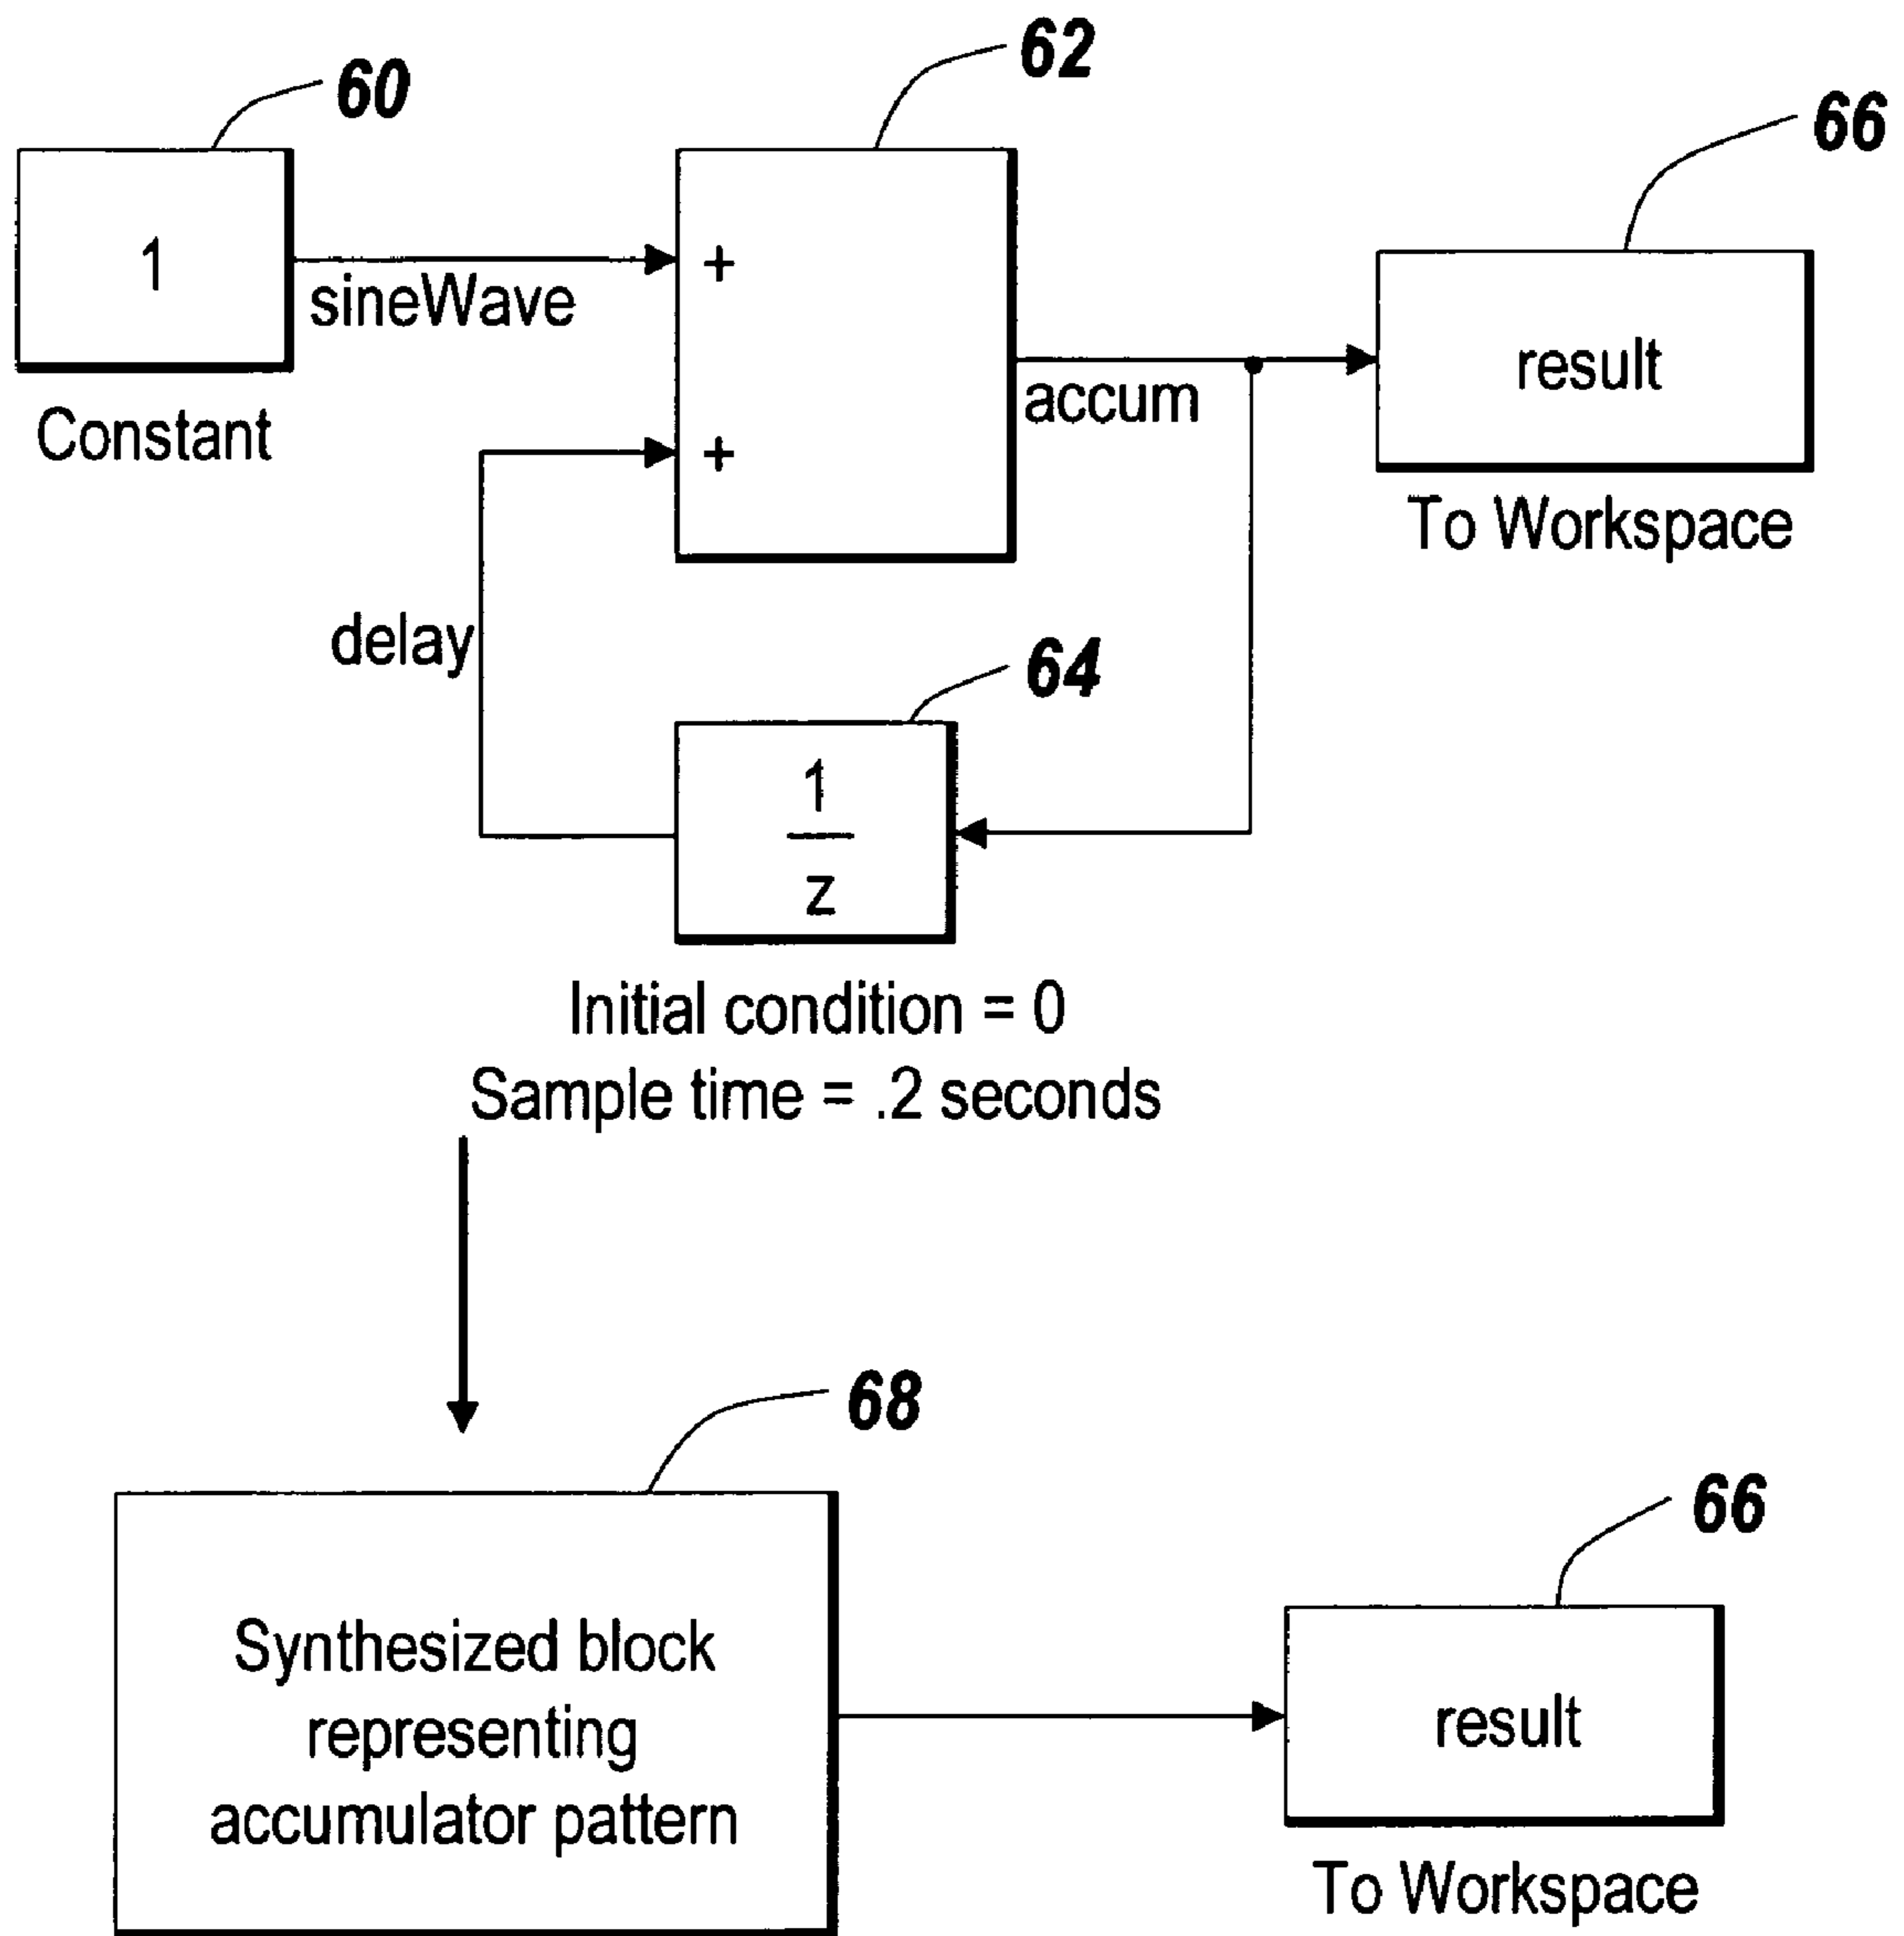 60
62
66
1
sineWave
+
+
accum
result
Constant
To Workspace
delay
64
1
z
Initial condition = 0
Sample time = .2 seconds
68
66
Synthesized block
representing
accumulator pattern
result
To Workspace